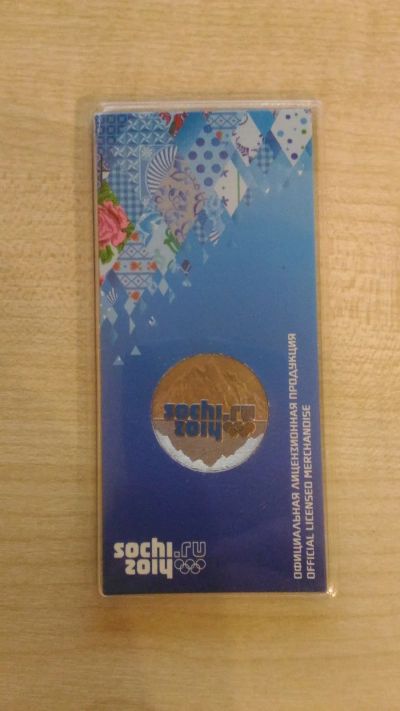 sochi.ru
2014
sochi.ru
2014
ОФИЦИАЛЬНАЯ ЛИЦЕНЗИОННАЯ ПРОДУКЦИЯ
OFFICIAL LICENSED MERCHANDISE